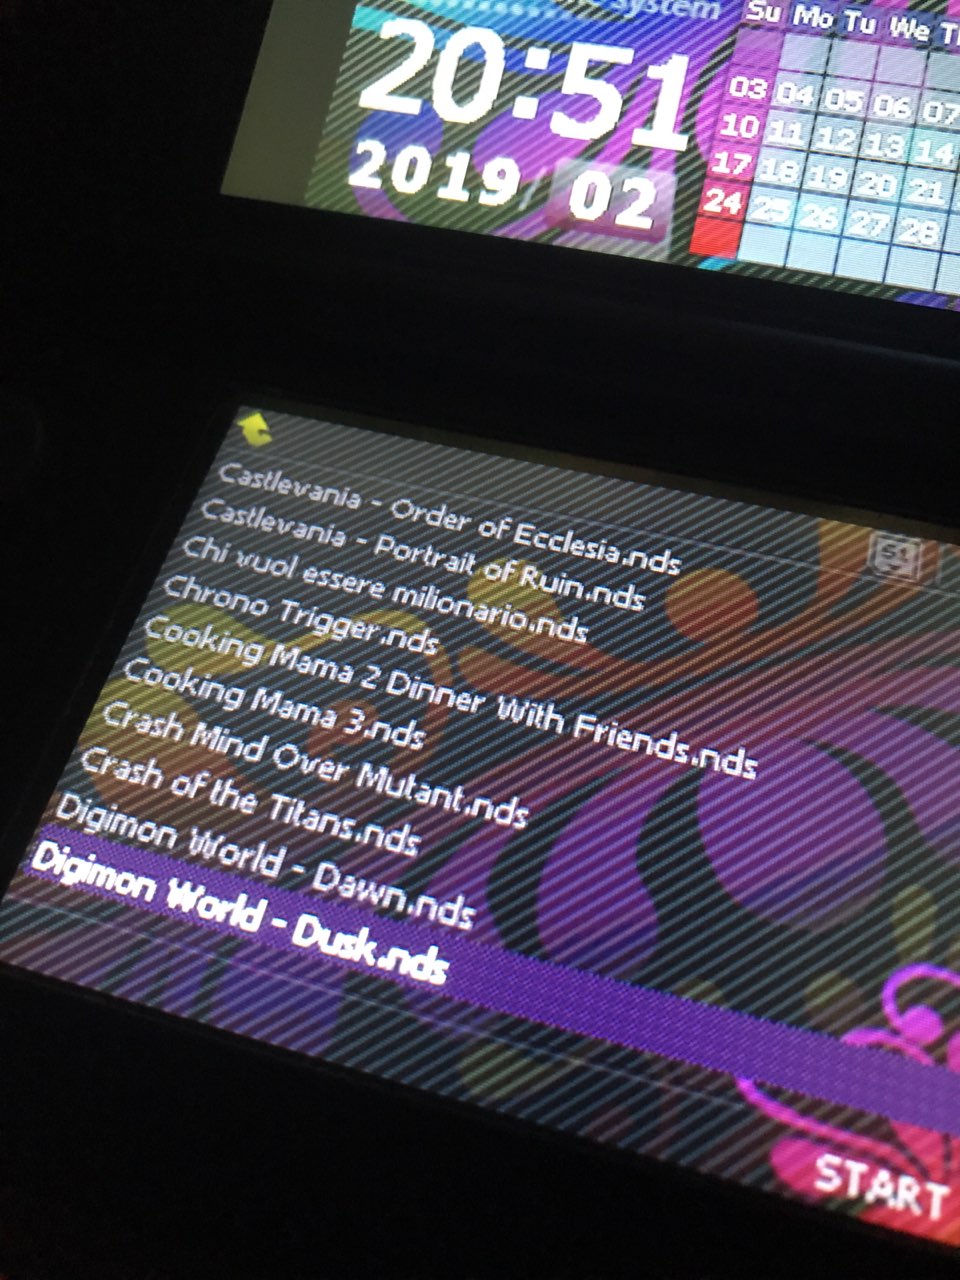 system
20:51
2019/02
Su Mo Tu We
03 04 05 06 07
10 11 12 13 14
17 18 19 20 21
24 25 26 27 28
Castlevania - Order of Ecclesia.nds
Castlevania - Portrait of Ruin.nds
Chi vuol essere milionario.nds
Chrono Trigger.nds
Cooking Mama 2 Dinner With Friends.nds
Cooking Mama 3.nds
Crash Mind Over Mutant.nds
Crash of the Titans.nds
Digimon World - Dawn.nds
Digimon World - Dusk.nds
START